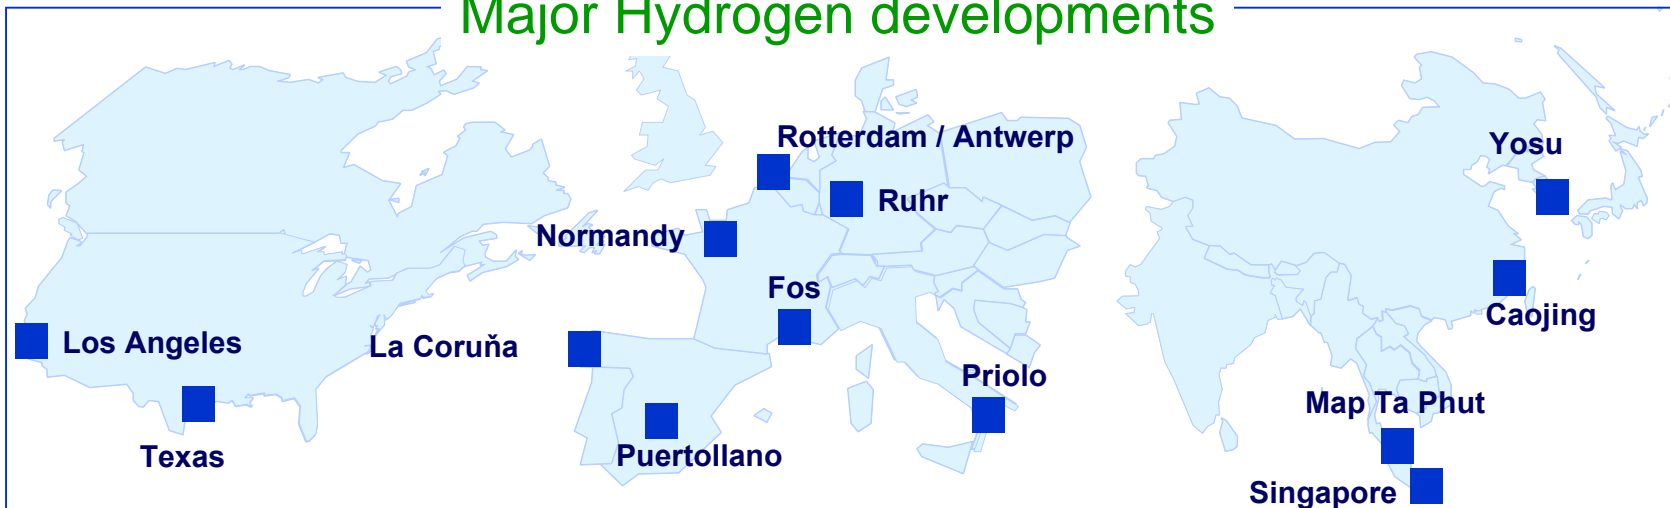 Major Hydrogen developments
Rotterdam / Antwerp
Yosu
Ruhr
Normandy
Fos
Caojing
Los Angeles
La Coruňa
Priolo
Map Ta Phut
Texas
Puertollano
Singapore